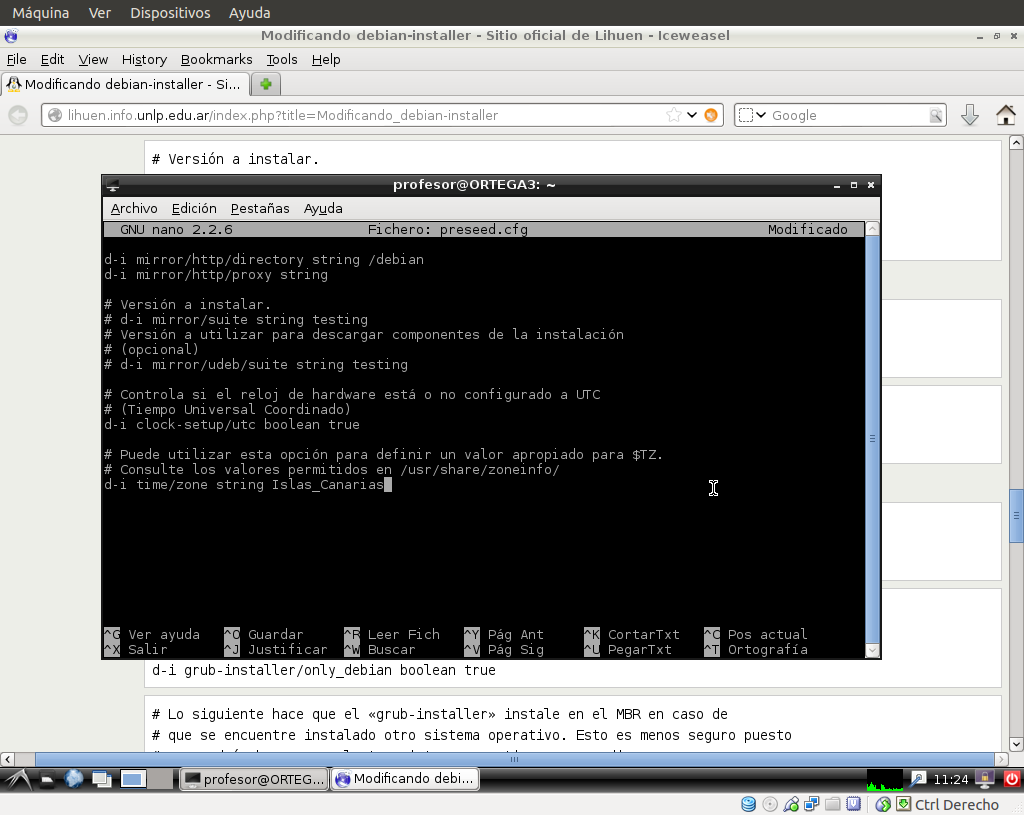 Máquina Ver Dispositivos Ayuda
Modificando debian-installer - Sitio oficial de Lihuen - Iceweasel
File Edit View History Bookmarks Tools Help
Modificando debian-installer - Si...
lihuen.info.unlp.edu.ar/index.php?title=Modificando_debian-installer
Google
# Versión a instalar.
profesor@ORTEGA3: ~
Archivo Edición Pestañas Ayuda
GNU nano 2.2.6 Fichero: preseed.cfg Modificado
d-i mirror/http/directory string /debian
d-i mirror/http/proxy string
# Versión a instalar.
# d-i mirror/suite string testing
# Versión a utilizar para descargar componentes de la instalación
# (opcional)
# d-i mirror/udeb/suite string testing
# Controla si el reloj de hardware está o no configurado a UTC
# (Tiempo Universal Coordinado)
d-i clock-setup/utc boolean true
# Puede utilizar esta opción para definir un valor apropiado para $TZ.
# Consulte los valores permitidos en /usr/share/zoneinfo/
d-i time/zone string Islas_Canarias
^G Ver ayuda ^O Guardar ^R Leer Fich ^Y Pág Ant ^K CortarTxt ^C Pos actual
^X Salir ^J Justificar ^W Buscar ^V Pág Sig ^U PegarTxt ^T Ortografía
d-i grub-installer/only_debian boolean true
# Lo siguiente hace que el «grub-installer» instale en el MBR en caso de
# que se encuentre instalado otro sistema operativo. Esto es menos seguro puesto
profesor@ORTEG... Modificando debi... 11:24
Ctrl Derecho